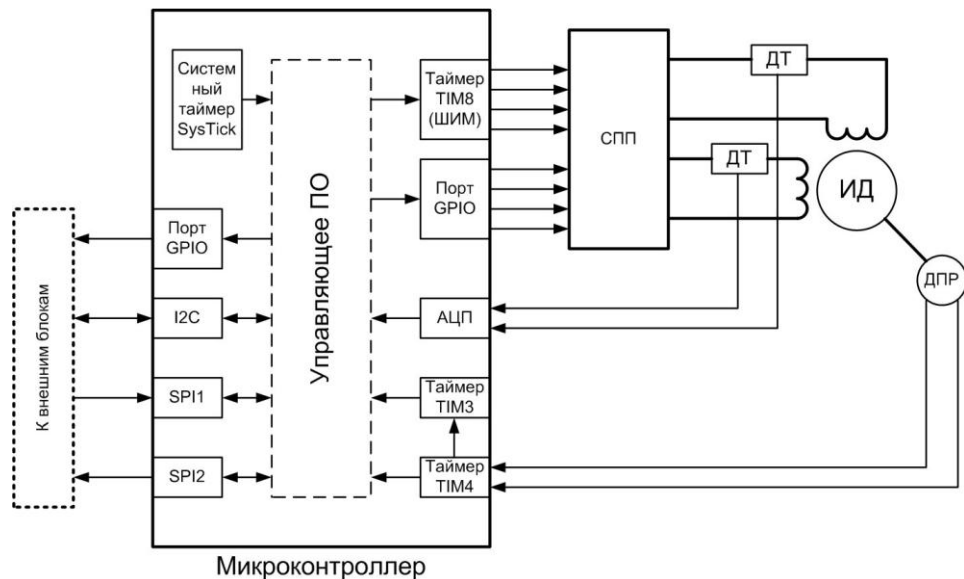 Систем
ный
таймер
SysTick
Таймер
TIM8
(ШИМ)
СПП
ДТ
ДТ
ИД
ДПР
Управляющее ПО
Порт
GPIO
Порт
GPIO
К внешним блокам
I2C
АЦП
SPI1
Таймер
TIM3
SPI2
Таймер
TIM4
Микроконтроллер